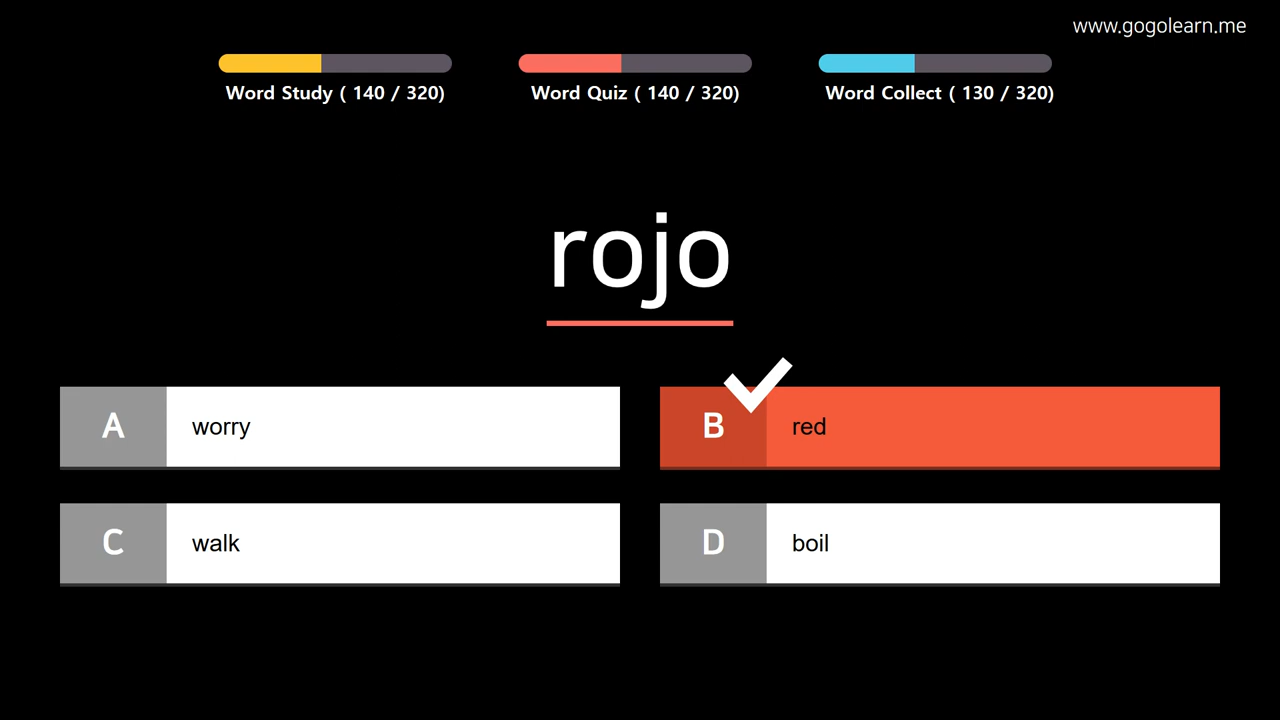 www.gogolearn.me
Word Study ( 140 / 320)
Word Quiz ( 140 / 320)
Word Collect ( 130 / 320)
rojo
A worry
B red
C walk
D boil